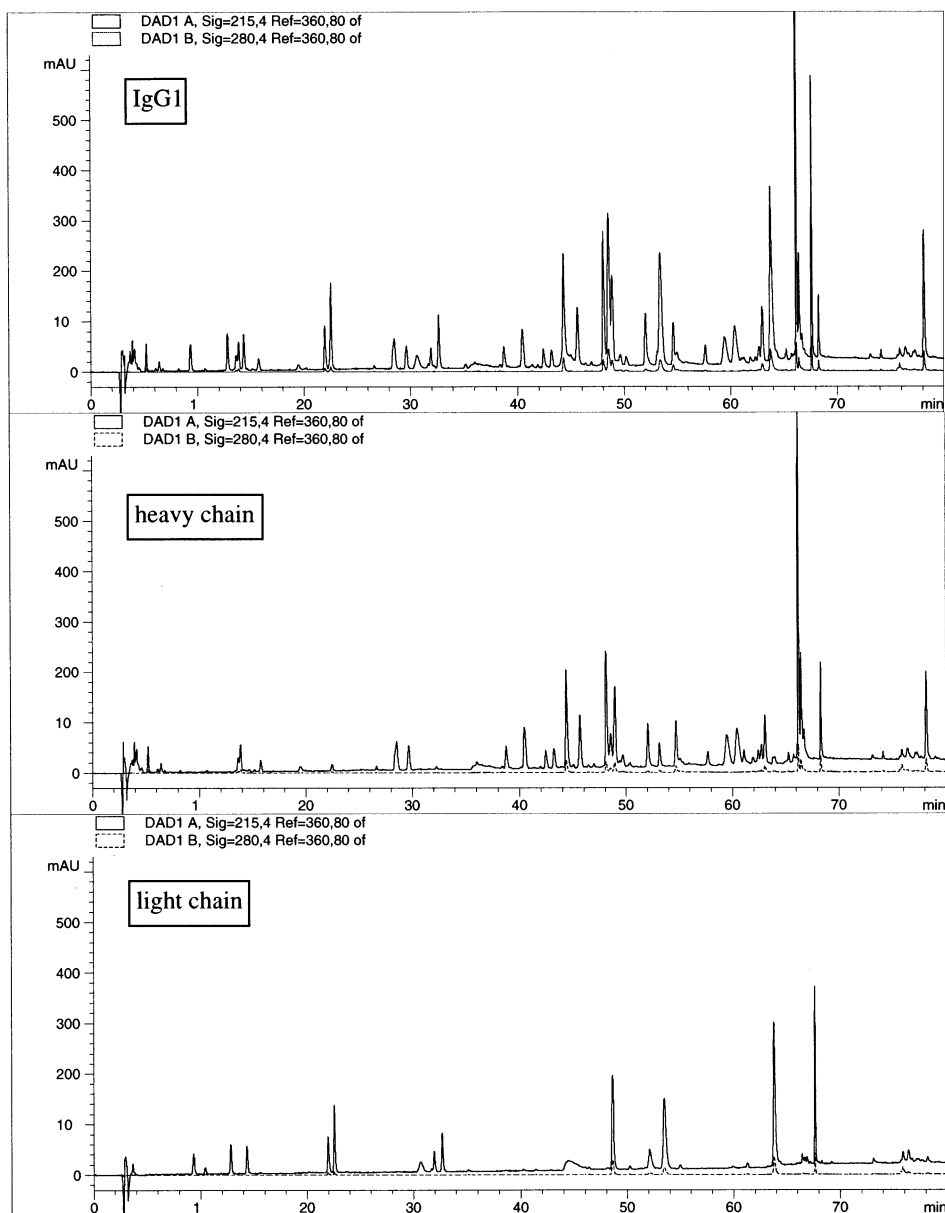 DAD1 A, Sig=215,4 Ref=360,80 of
DAD1 B, Sig=280,4 Ref=360,80 of
mAU
IgG1
500
400
300
200
10
0
0 1 20 30 40 50 60 70 min
DAD1 A, Sig=215,4 Ref=360,80 of
DAD1 B, Sig=280,4 Ref=360,80 of
mAU
heavy chain
500
400
300
200
10
0
0 1 20 30 40 50 60 70 min
DAD1 A, Sig=215,4 Ref=360,80 of
DAD1 B, Sig=280,4 Ref=360,80 of
mAU
light chain
500
400
300
200
10
0
0 1 20 30 40 50 60 70 min